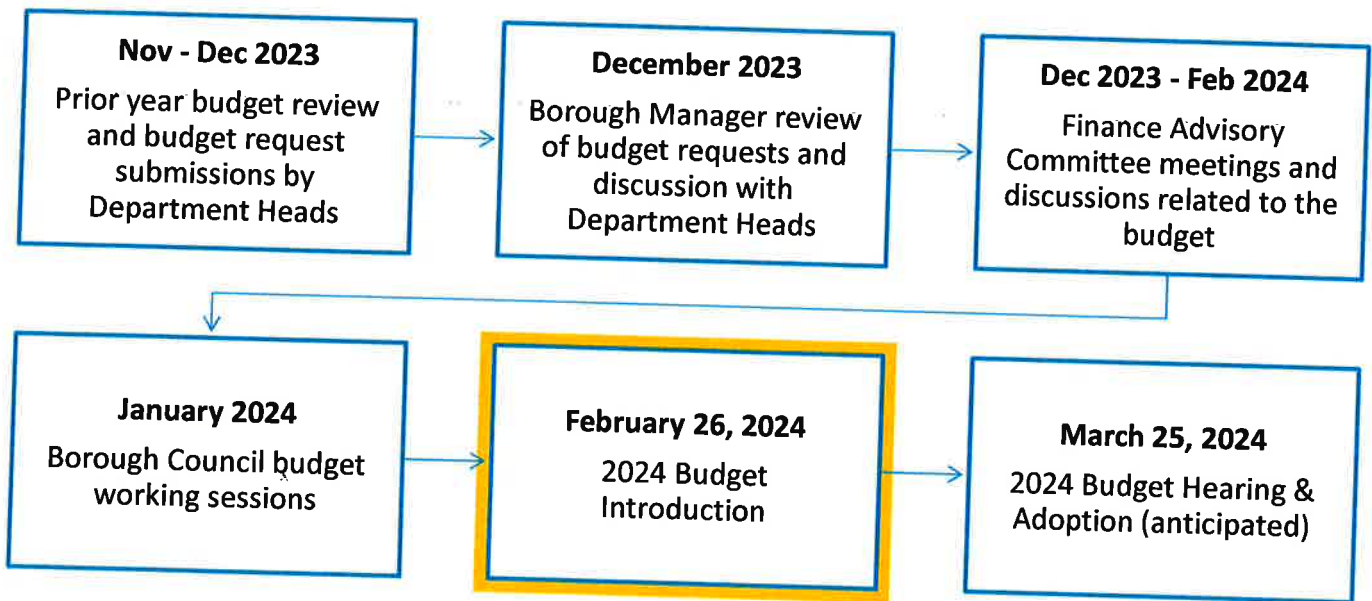 Nov - Dec 2023
Prior year budget review
and budget request
submissions by
Department Heads
December 2023
Borough Manager review
of budget requests and
discussion with
Department Heads
Dec 2023 - Feb 2024
Finance Advisory
Committee meetings and
discussions related to the
budget
January 2024
Borough Council budget
working sessions
February 26, 2024
2024 Budget
Introduction
March 25, 2024
2024 Budget Hearing &
Adoption (anticipated)